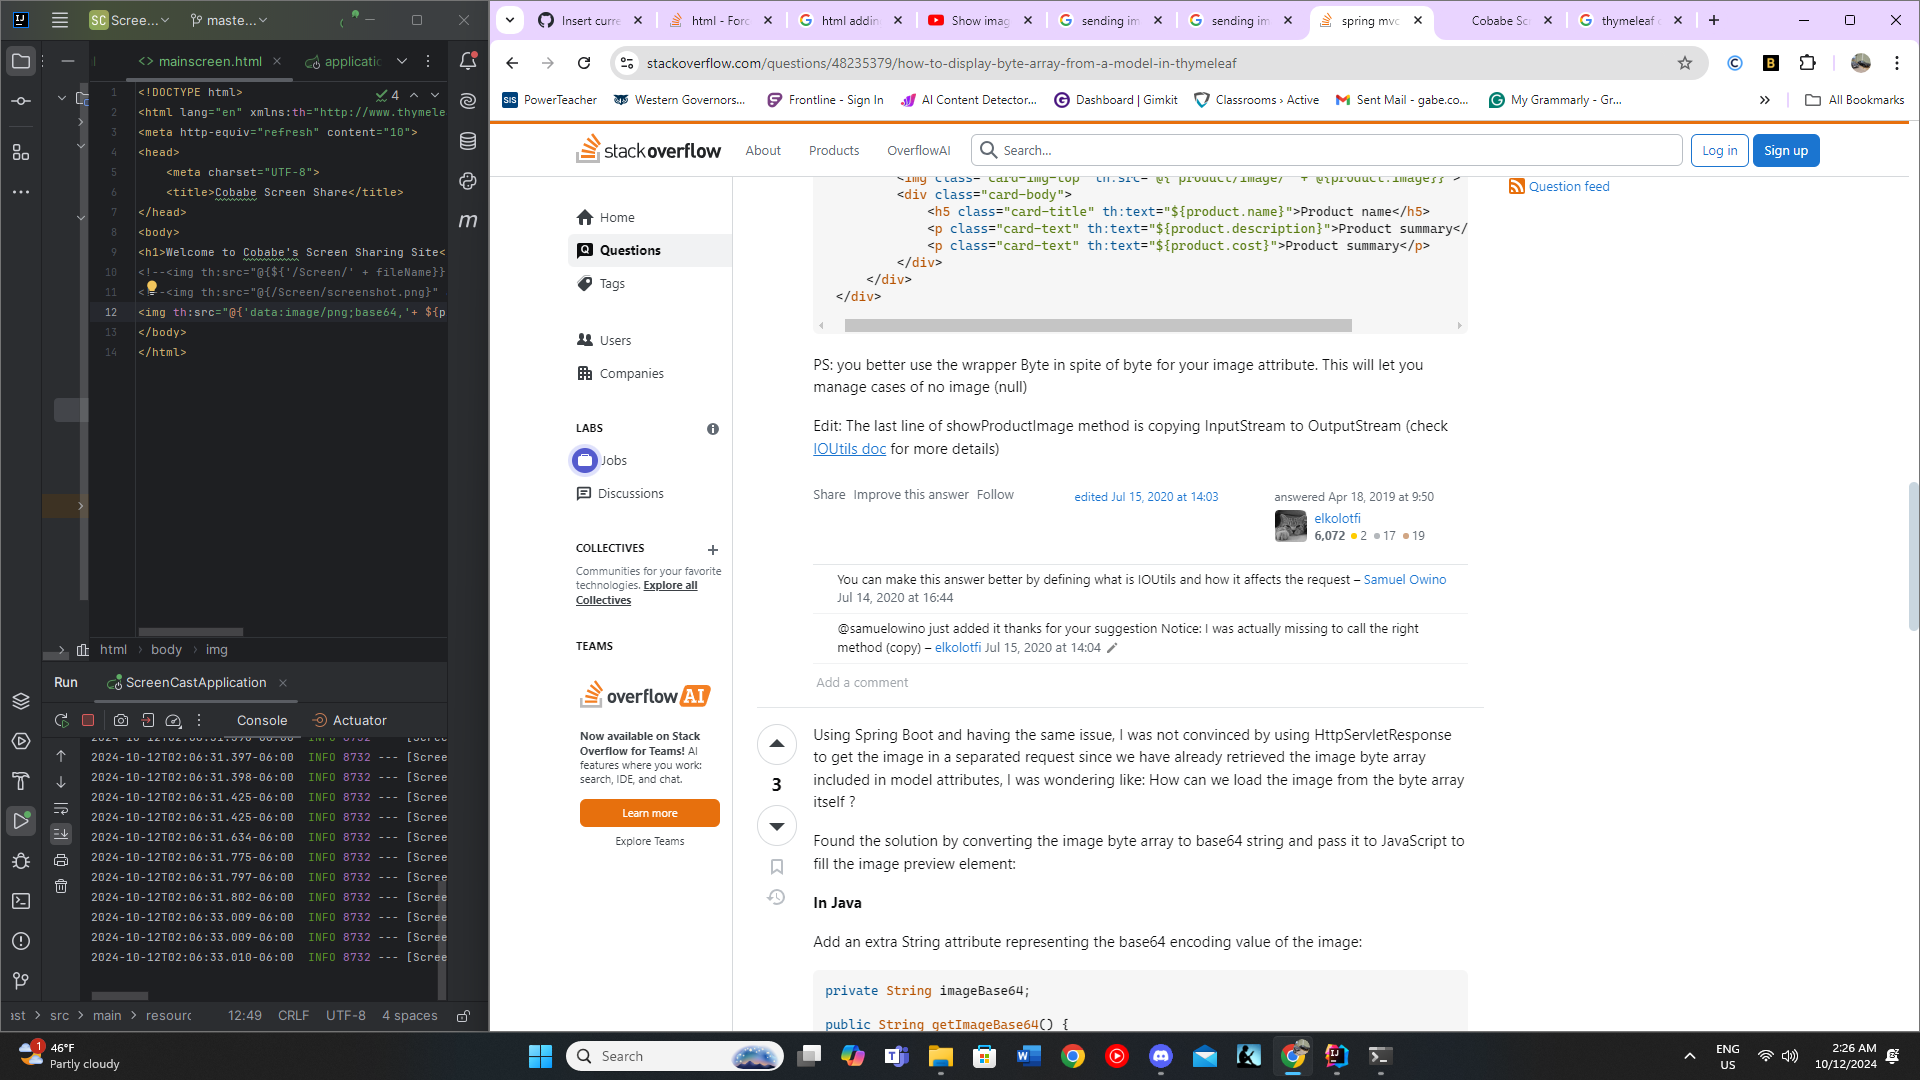 SC Scree...
maste...
mainscreen.html
applicatic
1 <!DOCTYPE html>
4
2 <html lang="en" xmlns:th="http://www.thymele
3 <meta http-equiv="refresh" content="10">
4 <head>
5 <meta charset="UTF-8">
6 <title>Cobabe Screen Share</title>
7 </head>
8 <body>
9 <h1>Welcome to Cobabe's Screen Sharing Site<
10 <!--<img th:src="@{${'/Screen/' + fileName}}
11 <!--<img th:src="@{/Screen/screenshot.png}"
12 <img th:src="@{'data:image/png;base64,'+ ${p
13 </body>
14 </html>
html > body > img
Run ScreenCastApplication
Console Actuator
2024-10-12T02:06:31.396-06:00 INFO 8732 --- [Scree
2024-10-12T02:06:31.397-06:00 INFO 8732 --- [Scree
2024-10-12T02:06:31.398-06:00 INFO 8732 --- [Scree
2024-10-12T02:06:31.425-06:00 INFO 8732 --- [Scree
2024-10-12T02:06:31.425-06:00 INFO 8732 --- [Scree
2024-10-12T02:06:31.634-06:00 INFO 8732 --- [Scree
2024-10-12T02:06:31.775-06:00 INFO 8732 --- [Scree
2024-10-12T02:06:31.797-06:00 INFO 8732 --- [Scree
2024-10-12T02:06:31.802-06:00 INFO 8732 --- [Scree
2024-10-12T02:06:33.009-06:00 INFO 8732 --- [Scree
2024-10-12T02:06:33.009-06:00 INFO 8732 --- [Scree
2024-10-12T02:06:33.010-06:00 INFO 8732 --- [Scree
ast > src > main > resourc 12:49 CRLF UTF-8 4 spaces
Insert curre
html - Forc
html addin
Show imag
sending im
sending im
spring mvc
Cobabe Sc
thymeleaf c
stackoverflow.com/questions/48235379/how-to-display-byte-array-from-a-model-in-thymeleaf
PowerTeacher
Western Governors...
Frontline - Sign In
AI Content Detector...
Dashboard | Gimkit
Classrooms › Active
Sent Mail - gabe.co...
My Grammarly - Gr...
All Bookmarks
stackoverflow
About
Products
OverflowAI
Search...
Log in
Sign up
Home
Questions
Tags
Users
Companies
LABS
Jobs
Discussions
COLLECTIVES
Communities for your favorite
technologies. Explore all
Collectives
TEAMS
overflow AI
Now available on Stack
Overflow for Teams! AI
features where you work:
search, IDE, and chat.
Learn more
Explore Teams
<img class="card-img-top" th:src="@{'product/image/' + @{product.image}}">
<div class="card-body">
<h5 class="card-title" th:text="${product.name}">Product name</h5>
<p class="card-text" th:text="${product.description}">Product summary</
<p class="card-text" th:text="${product.cost}">Product summary</p>
</div>
</div>
</div>
PS: you better use the wrapper Byte in spite of byte for your image attribute. This will let you
manage cases of no image (null)
Edit: The last line of showProductImage method is copying InputStream to OutputStream (check
IOUtils doc for more details)
Share Improve this answer Follow
edited Jul 15, 2020 at 14:03
answered Apr 18, 2019 at 9:50
elkolotfi
6,072 2 17 19
You can make this answer better by defining what is IOUtils and how it affects the request – Samuel Owino
Jul 14, 2020 at 16:44
@samuelowino just added it thanks for your suggestion Notice: I was actually missing to call the right
method (copy) – elkolotfi Jul 15, 2020 at 14:04
Add a comment
3
Using Spring Boot and having the same issue, I was not convinced by using HttpServletResponse
to get the image in a separated request since we have already retrieved the image byte array
included in model attributes, I was wondering like: How can we load the image from the byte array
itself ?
Found the solution by converting the image byte array to base64 string and pass it to JavaScript to
fill the image preview element:
In Java
Add an extra String attribute representing the base64 encoding value of the image:
private String imageBase64;
public String getImageBase64() {
Question feed
1
46°F
Partly cloudy
Search
ENG
US
2:26 AM
10/12/2024